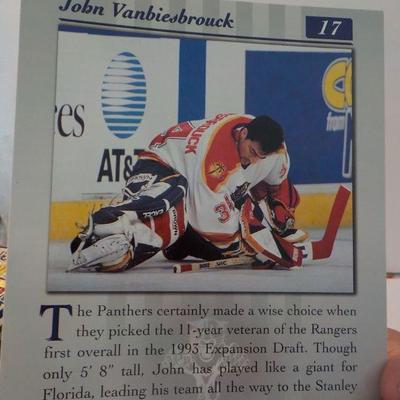 John Vanbiesbrouck
17
ces
AT&T
The Panthers certainly made a wise choice when
they picked the 11-year veteran of the Rangers
first overall in the 1993 Expansion Draft. Though
only 5' 8" tall, John has played like a giant for
Florida, leading his team all the way to the Stanley